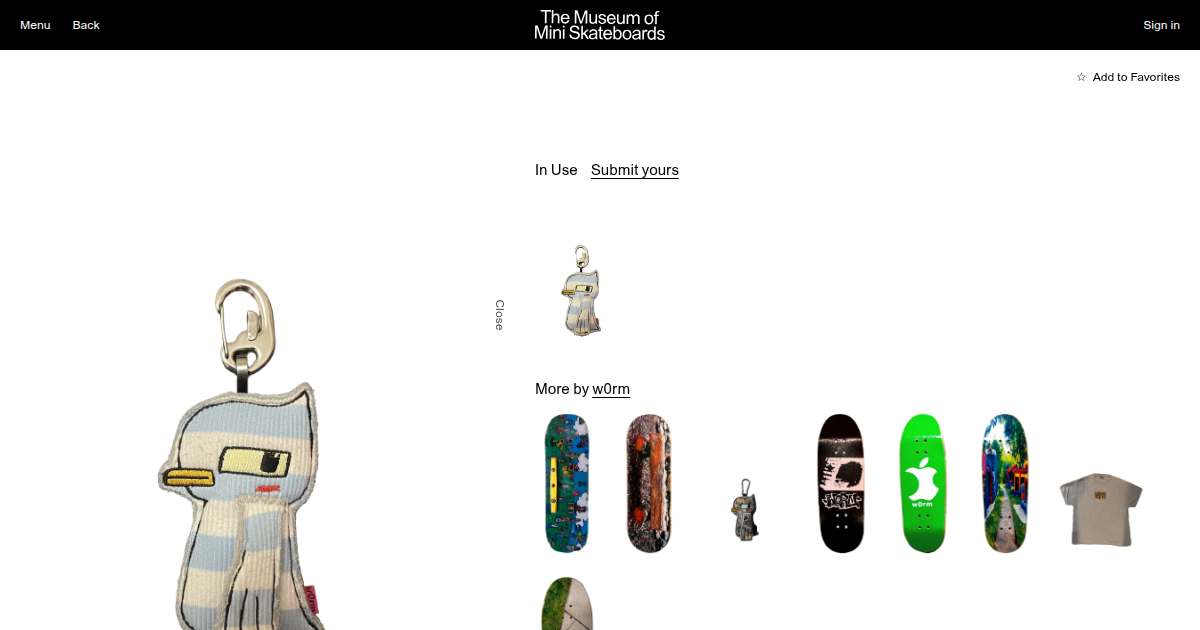 Menu
Back
The Museum of
Mini Skateboards
Sign in
☆ Add to Favorites
In Use
Submit yours
Close
More by w0rm
w0rm